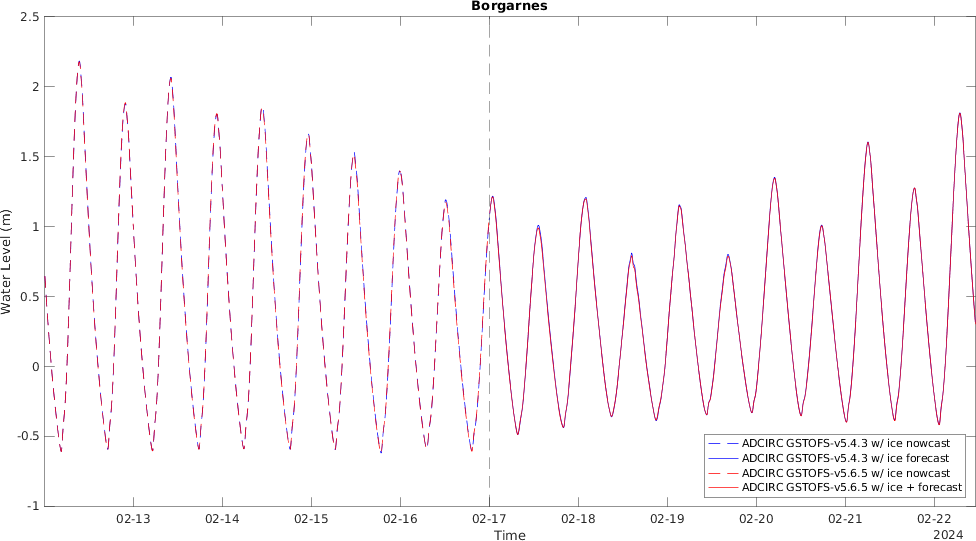 Borgarnes
2.5
2
1.5
1
0.5
0
-0.5
-1
Water Level (m)
ADCIRC GSTOFS-v5.4.3 w/ ice nowcast
ADCIRC GSTOFS-v5.4.3 w/ ice forecast
ADCIRC GSTOFS-v5.6.5 w/ ice nowcast
ADCIRC GSTOFS-v5.6.5 w/ ice + forecast
02-13 02-14 02-15 02-16 02-17 02-18 02-19 02-20 02-21 02-22
Time
2024